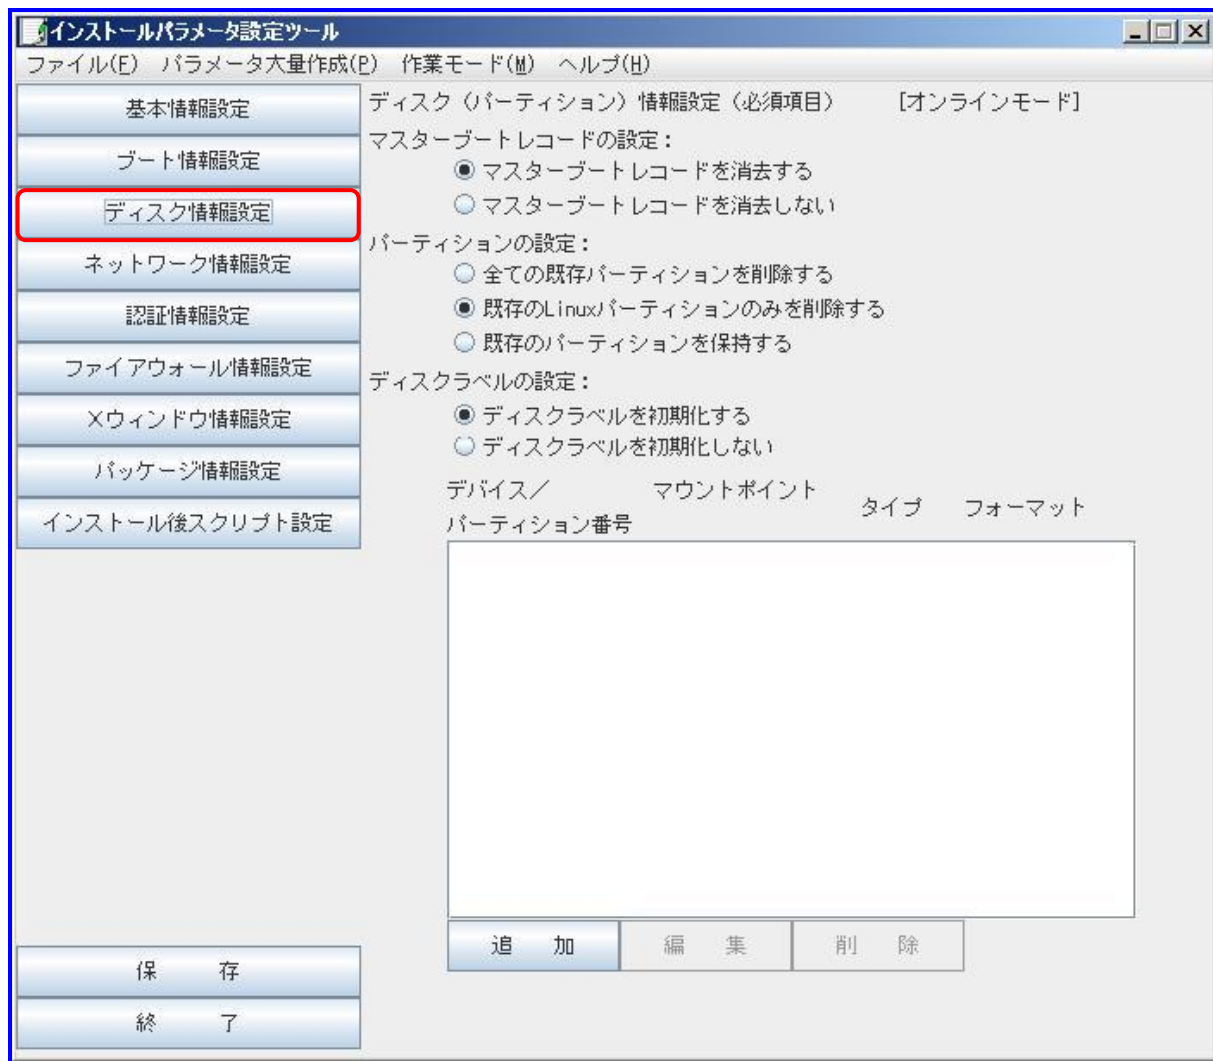 インストールパラメータ設定ツール
ファイル(F) パラメータ大量作成(P) 作業モード(M) ヘルプ(H)
基本情報設定
ブート情報設定
ディスク情報設定
ネットワーク情報設定
認証情報設定
ファイアウォール情報設定
Xウィンドウ情報設定
パッケージ情報設定
インストール後スクリプト設定
保 存
終 了
ディスク（パーティション）情報設定（必須項目） [オンラインモード]
マスターブートレコードの設定：
マスターブートレコードを消去する
マスターブートレコードを消去しない
パーティションの設定：
全ての既存パーティションを削除する
既存のLinuxパーティションのみを削除する
既存のパーティションを保持する
ディスクラベルの設定：
ディスクラベルを初期化する
ディスクラベルを初期化しない
デバイス／ マウントポイント
パーティション番号 タイプ フォーマット
追 加 編 集 削 除